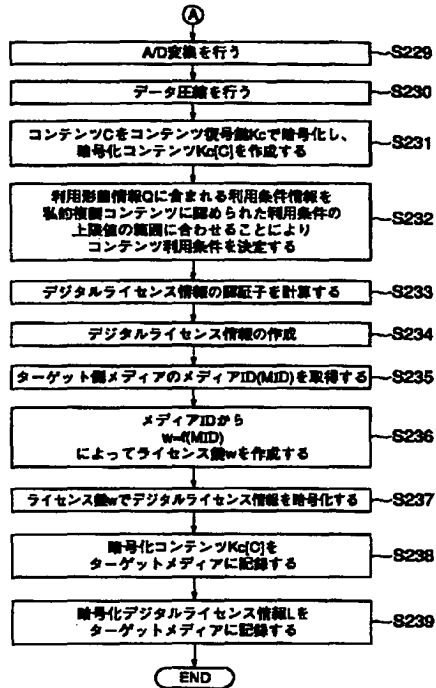 A
A/D変換を行う
S229
データ圧縮を行う
S230
コンテンツCをコンテンツ復号鍵Kcで暗号化し、
暗号化コンテンツKc[C]を作成する
S231
利用形態情報Qに含まれる利用条件情報を
私的複製コンテンツに認められた利用条件の
上限値の範囲に合わせることにより
コンテンツ利用条件を決定する
S232
デジタルライセンス情報の認証子を計算する
S233
デジタルライセンス情報の作成
S234
ターゲット側メディアのメディアID(MID)を取得する
S235
メディアIDから
w=f(MID)
によってライセンス鍵wを作成する
S236
ライセンス鍵wでデジタルライセンス情報を暗号化する
S237
暗号化コンテンツKc[C]を
ターゲットメディアに記録する
S238
暗号化デジタルライセンス情報Lを
ターゲットメディアに記録する
S239
END